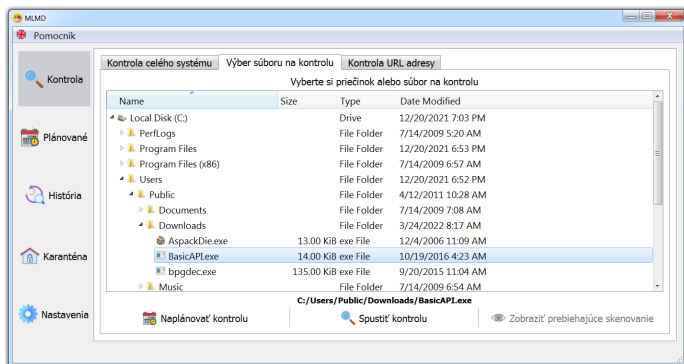 MLMD
Pomocník
Kontrola
Plánované
História
Karanténa
Nastavenia
Kontrola celého systému Výber súboru na kontrolu Kontrola URL adresy
Vyberte si priečinok alebo súbor na kontrolu
Name Size Type Date Modified
Local Disk (C:) Drive 12/20/2021 7:03 PM
PerfLogs File Folder 7/14/2009 5:20 AM
Program Files File Folder 12/20/2021 6:53 PM
Program Files (x86) File Folder 7/14/2009 6:57 AM
Users File Folder 12/20/2021 6:52 PM
Public File Folder 4/12/2011 10:28 AM
Documents File Folder 7/14/2009 7:08 AM
Downloads File Folder 3/24/2022 8:17 AM
AspackDie.exe 13.00 KiB exe File 12/4/2006 11:09 AM
BasicAPI.exe 14.00 KiB exe File 10/19/2016 4:23 AM
bpgdec.exe 135.00 KiB exe File 9/20/2015 11:04 AM
Music File Folder 7/14/2009 6:54 AM
C:/Users/Public/Downloads/BasicAPI.exe
Naplánovať kontrolu Spustiť kontrolu Zobraziť prebiehajúce skenovanie